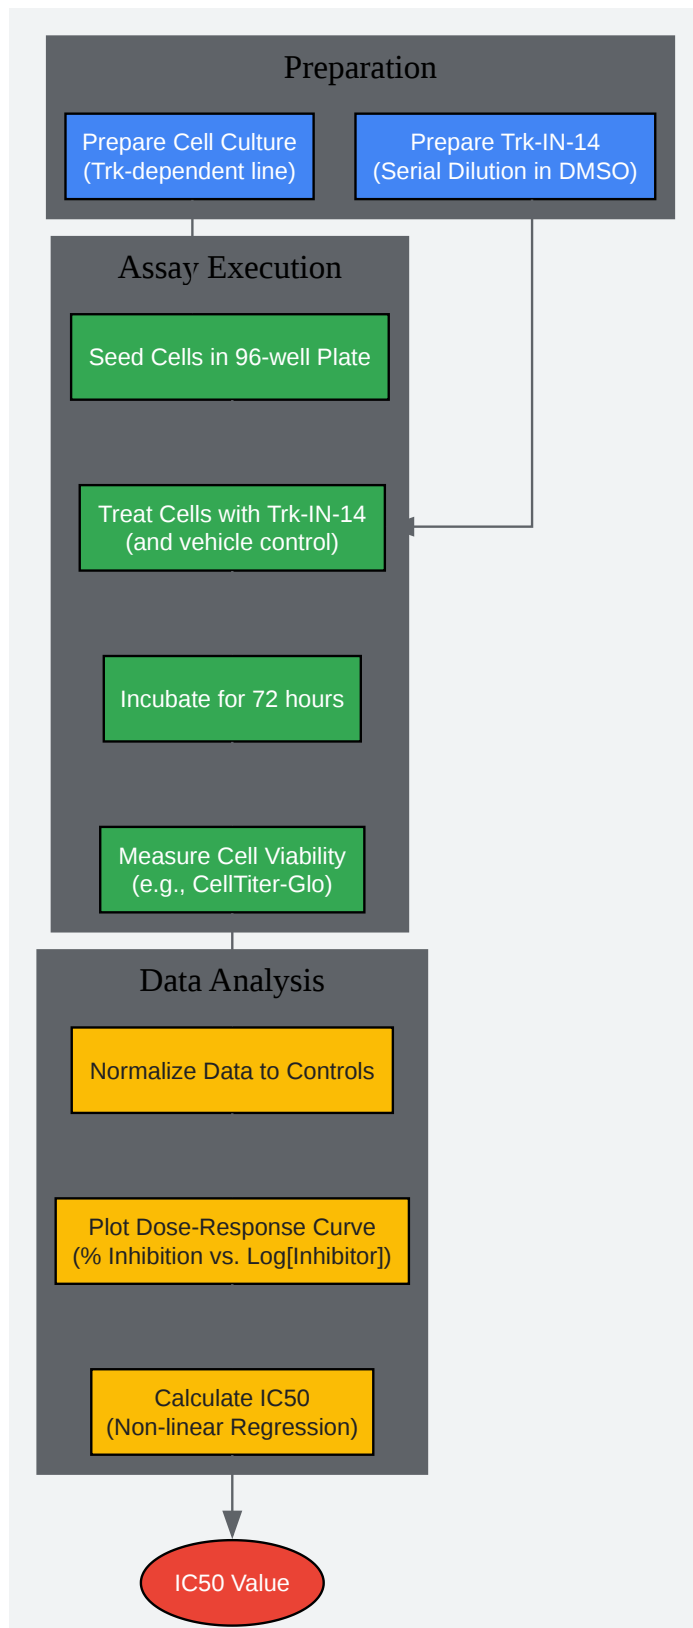 Preparation
Prepare Cell Culture
(Trk-dependent line)
Prepare Trk-IN-14
(Serial Dilution in DMSO)
Assay Execution
Seed Cells in 96-well Plate
Treat Cells with Trk-IN-14
(and vehicle control)
Incubate for 72 hours
Measure Cell Viability
(e.g., CellTiter-Glo)
Data Analysis
Normalize Data to Controls
Plot Dose-Response Curve
(% Inhibition vs. Log[Inhibitor])
Calculate IC50
(Non-linear Regression)
IC50 Value